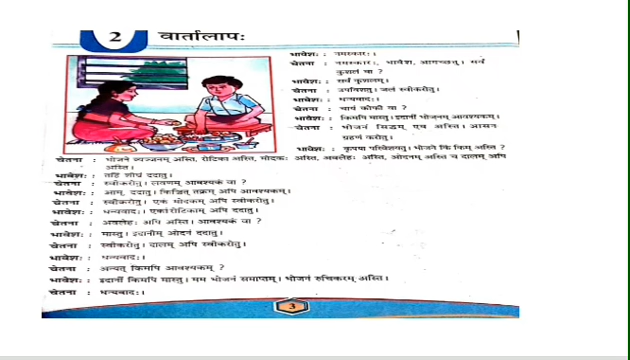 2 वार्तालापः
भावेशः : नमस्कारः।
चेतना : नमस्कारः, भावेश, आगच्छतु। सर्वं
कुशलं वा ?
भावेशः : सर्वं कुशलम्।
चेतना : उपविशतु। जलं स्वीकरोतु।
भावेशः : धन्यवादः।
चेतना : चायं कोफी वा ?
भावेशः : किमपि मास्तु। इदानीं भोजनम् आवश्यकम्।
चेतना : भोजनं सिद्धम् एव अस्ति। आसन
ग्रहणं करोतु।
भावेशः : कृपया परिवेशयतु। भोजने किं किम् अस्ति ?
चेतना : भोजने व्यञ्जनम् अस्ति, रोटिका अस्ति, मोदकः अस्ति, अवलेहः अस्ति, ओदनम् अस्ति च दालम् अपि
अस्ति।
भावेशः : तर्हि शीघ्रं ददातु।
चेतना : स्वीकरोतु। लवणम् आवश्यकं वा ?
भावेशः : आम्, ददातु। किञ्चित् तक्रम् अपि आवश्यकम्।
चेतना : स्वीकरोतु। एकं मोदकम् अपि स्वीकरोतु।
भावेशः : धन्यवादः। एकां रोटिकाम् अपि ददातु।
चेतना : अवलेहः अपि अस्ति। आवश्यकं वा ?
भावेशः : मास्तु। इदानीम् ओदनं ददातु।
चेतना : स्वीकरोतु। दालम् अपि स्वीकरोतु।
भावेशः : धन्यवादः।
चेतना : अन्यत् किमपि आवश्यकम् ?
भावेशः : इदानीं किमपि मास्तु। मम भोजनं समाप्तम्। भोजनं रुचिकरम् अस्ति।
चेतना : धन्यवादः।
3